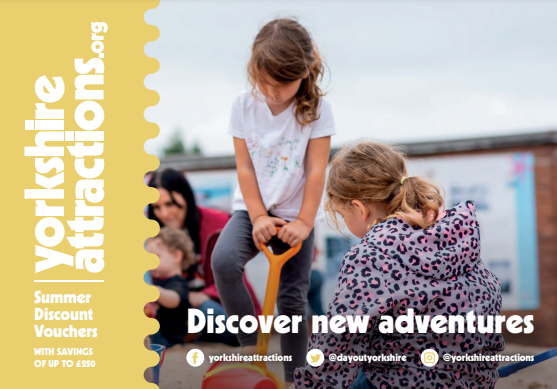 yorkshire
attractions.org
Summer
Discount
Vouchers
WITH SAVINGS
OF UP TO £250
Discover new adventures
yorkshireattractions @dayoutyorkshire @yorkshireattractions